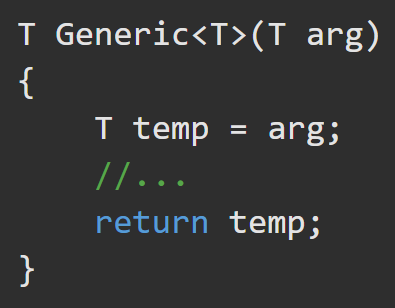 T Generic<T>(T arg)
{
    T temp = arg;
    //...
    return temp;
}